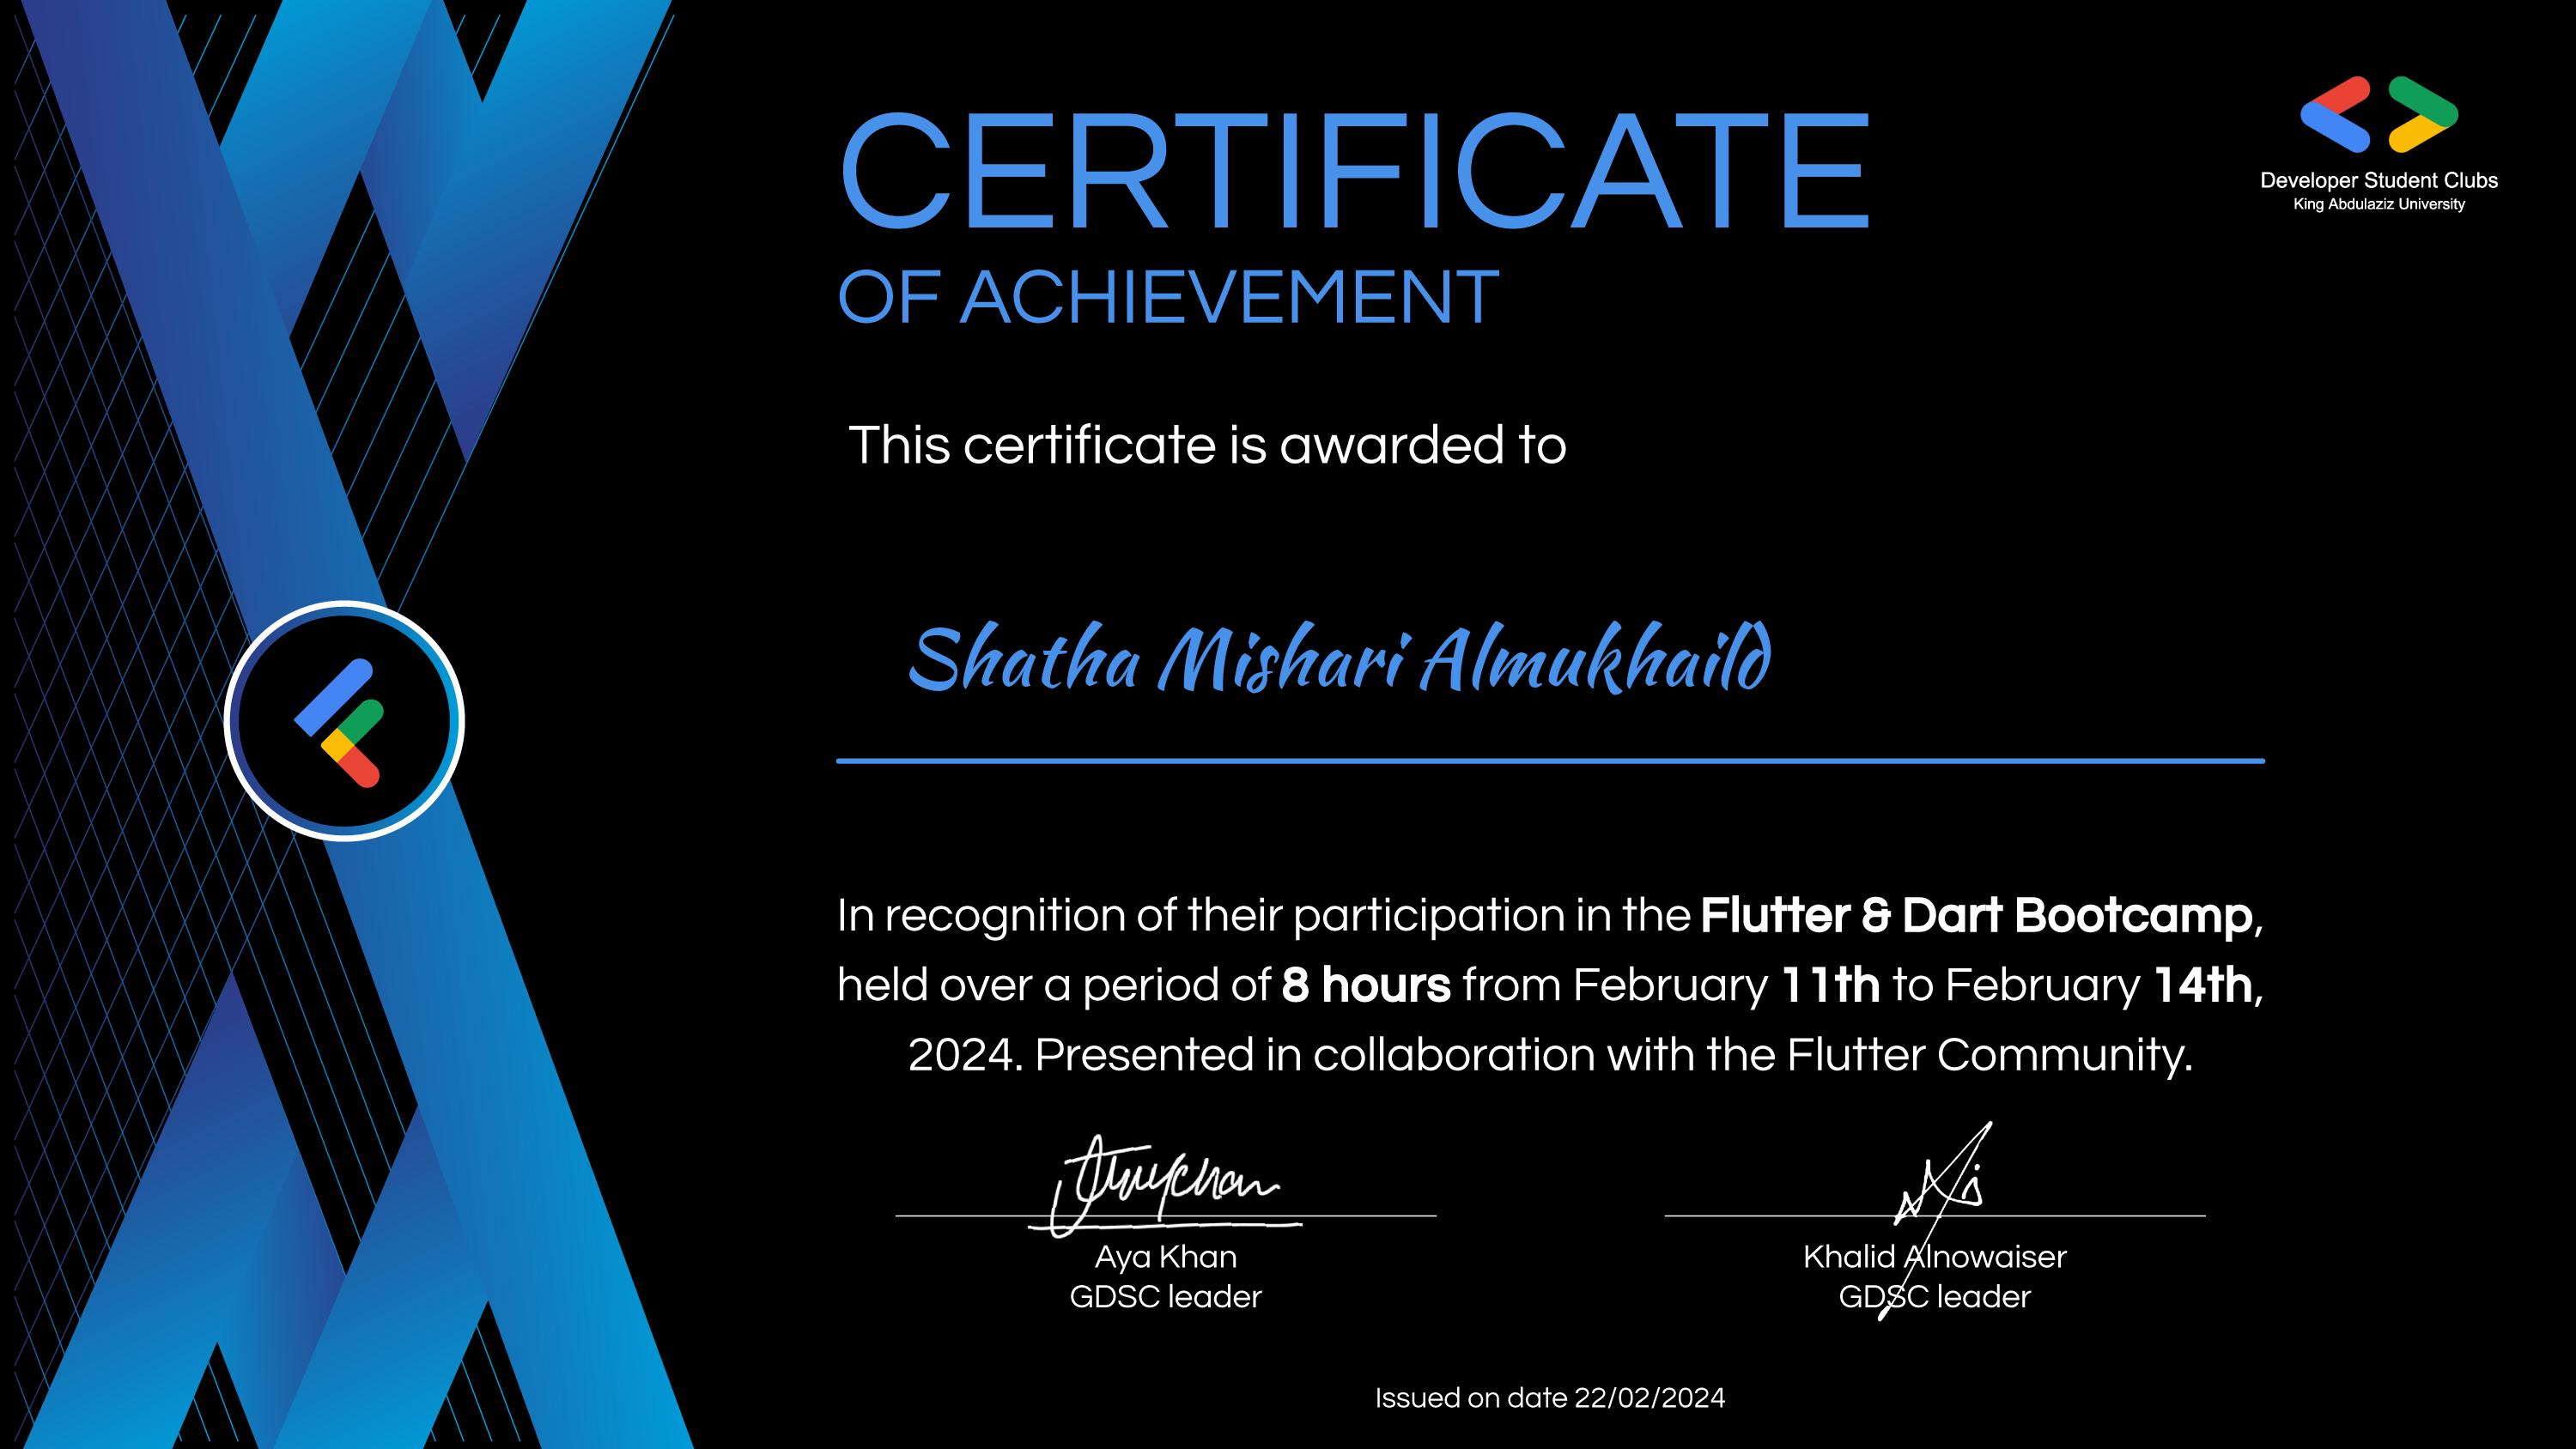 CERTIFICATE
OF ACHIEVEMENT
Developer Student Clubs
King Abdulaziz University
This certificate is awarded to
Shatha Mishari Almukhaild
In recognition of their participation in the Flutter & Dart Bootcamp,
held over a period of 8 hours from February 11th to February 14th,
2024. Presented in collaboration with the Flutter Community.
Aya Khan
GDSC leader
Khalid Alnowaiser
GDSC leader
Issued on date 22/02/2024